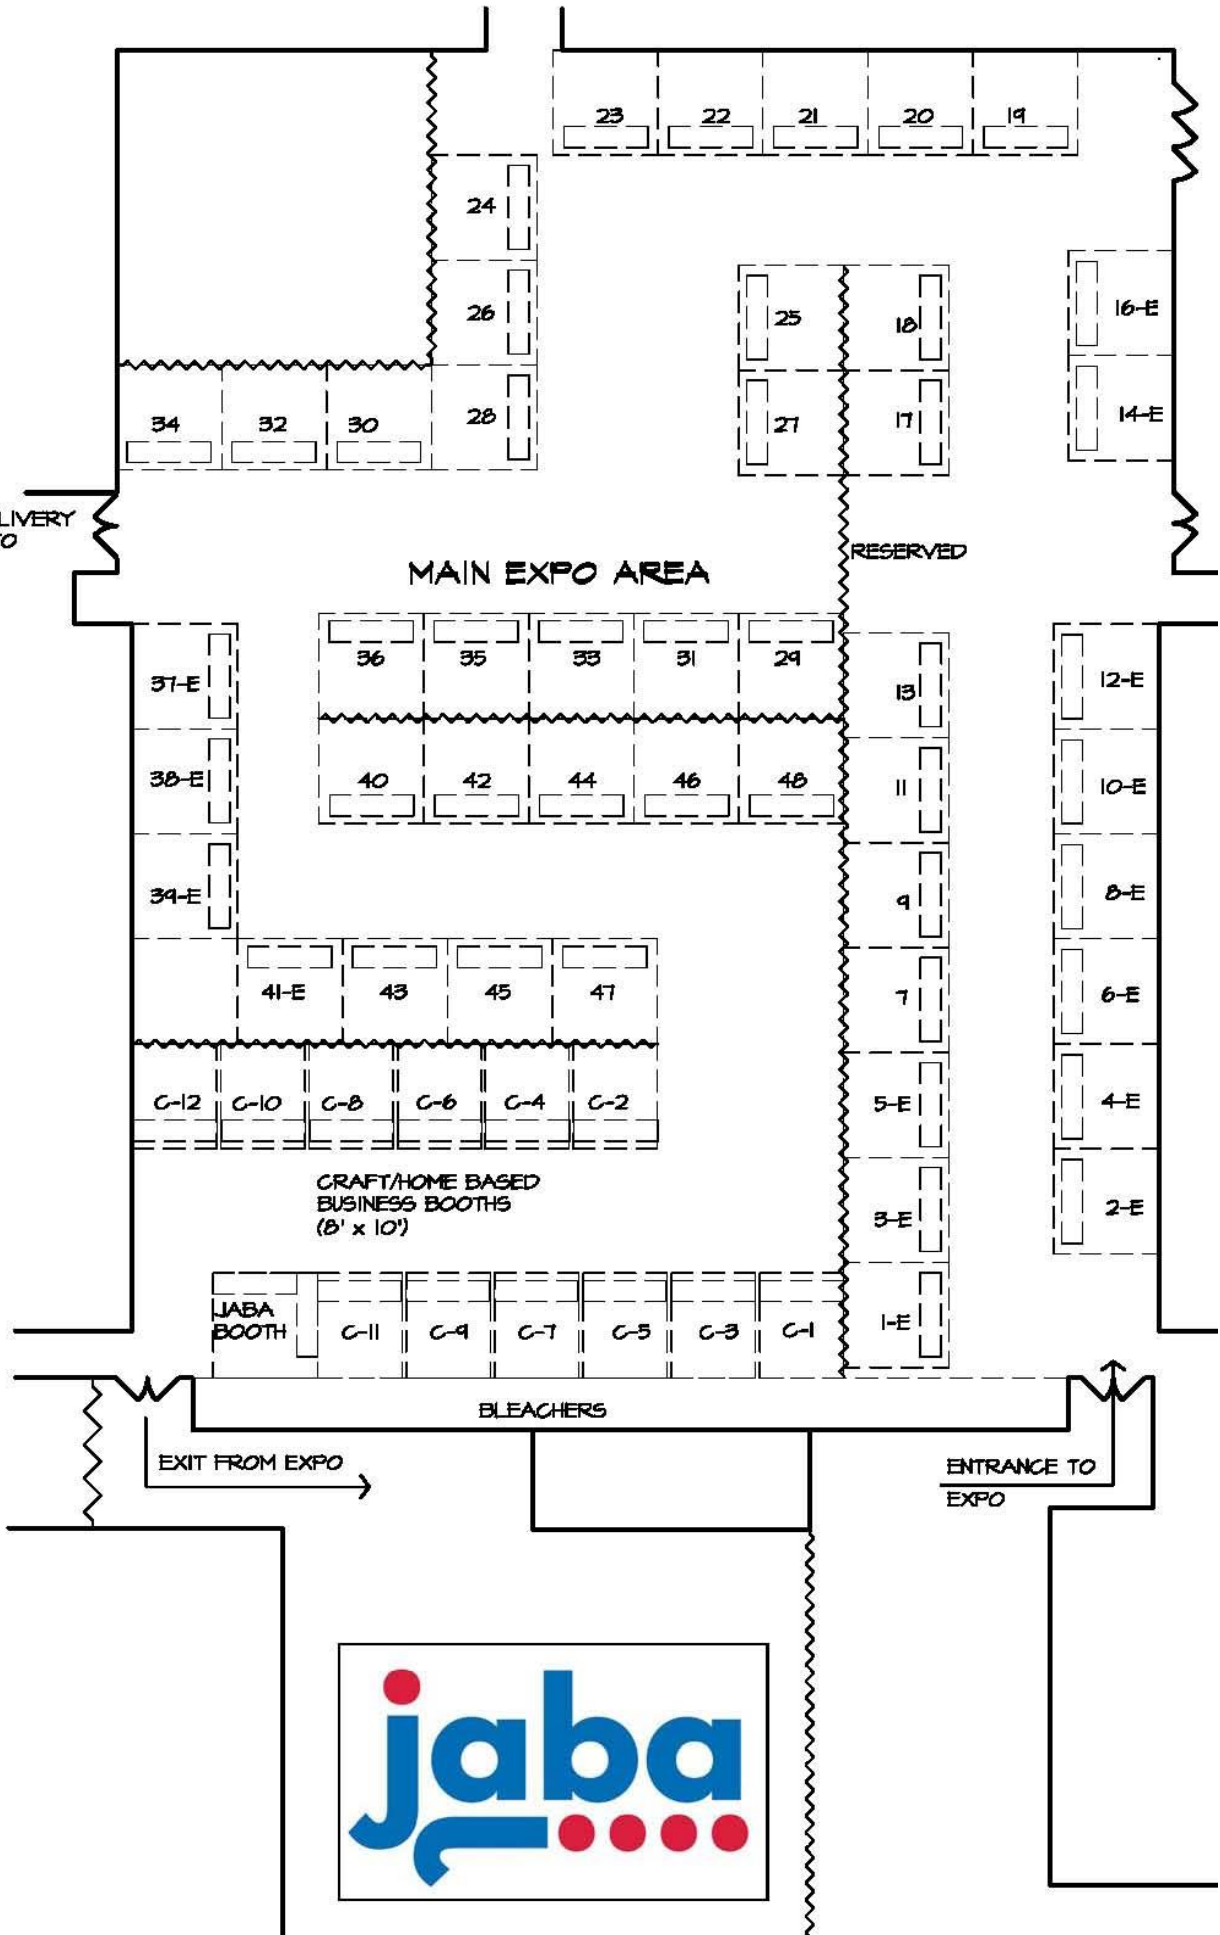 23 22 21 20 19
24
26
28
25 18
27 17
16-E
14-E
34 32 30
LIVERY
TO
MAIN EXPO AREA
RESERVED
36 35 33 31 29
40 42 44 46 48
37-E
38-E
39-E
13
11
9
7
5-E
3-E
1-E
12-E
10-E
8-E
6-E
4-E
2-E
41-E 43 45 47
C-12 C-10 C-8 C-6 C-4 C-2
CRAFT/HOME BASED
BUSINESS BOOTHS
(8' x 10')
JABA
BOOTH
C-11 C-9 C-7 C-5 C-3 C-1
BLEACHERS
EXIT FROM EXPO
ENTRANCE TO
EXPO
jaba